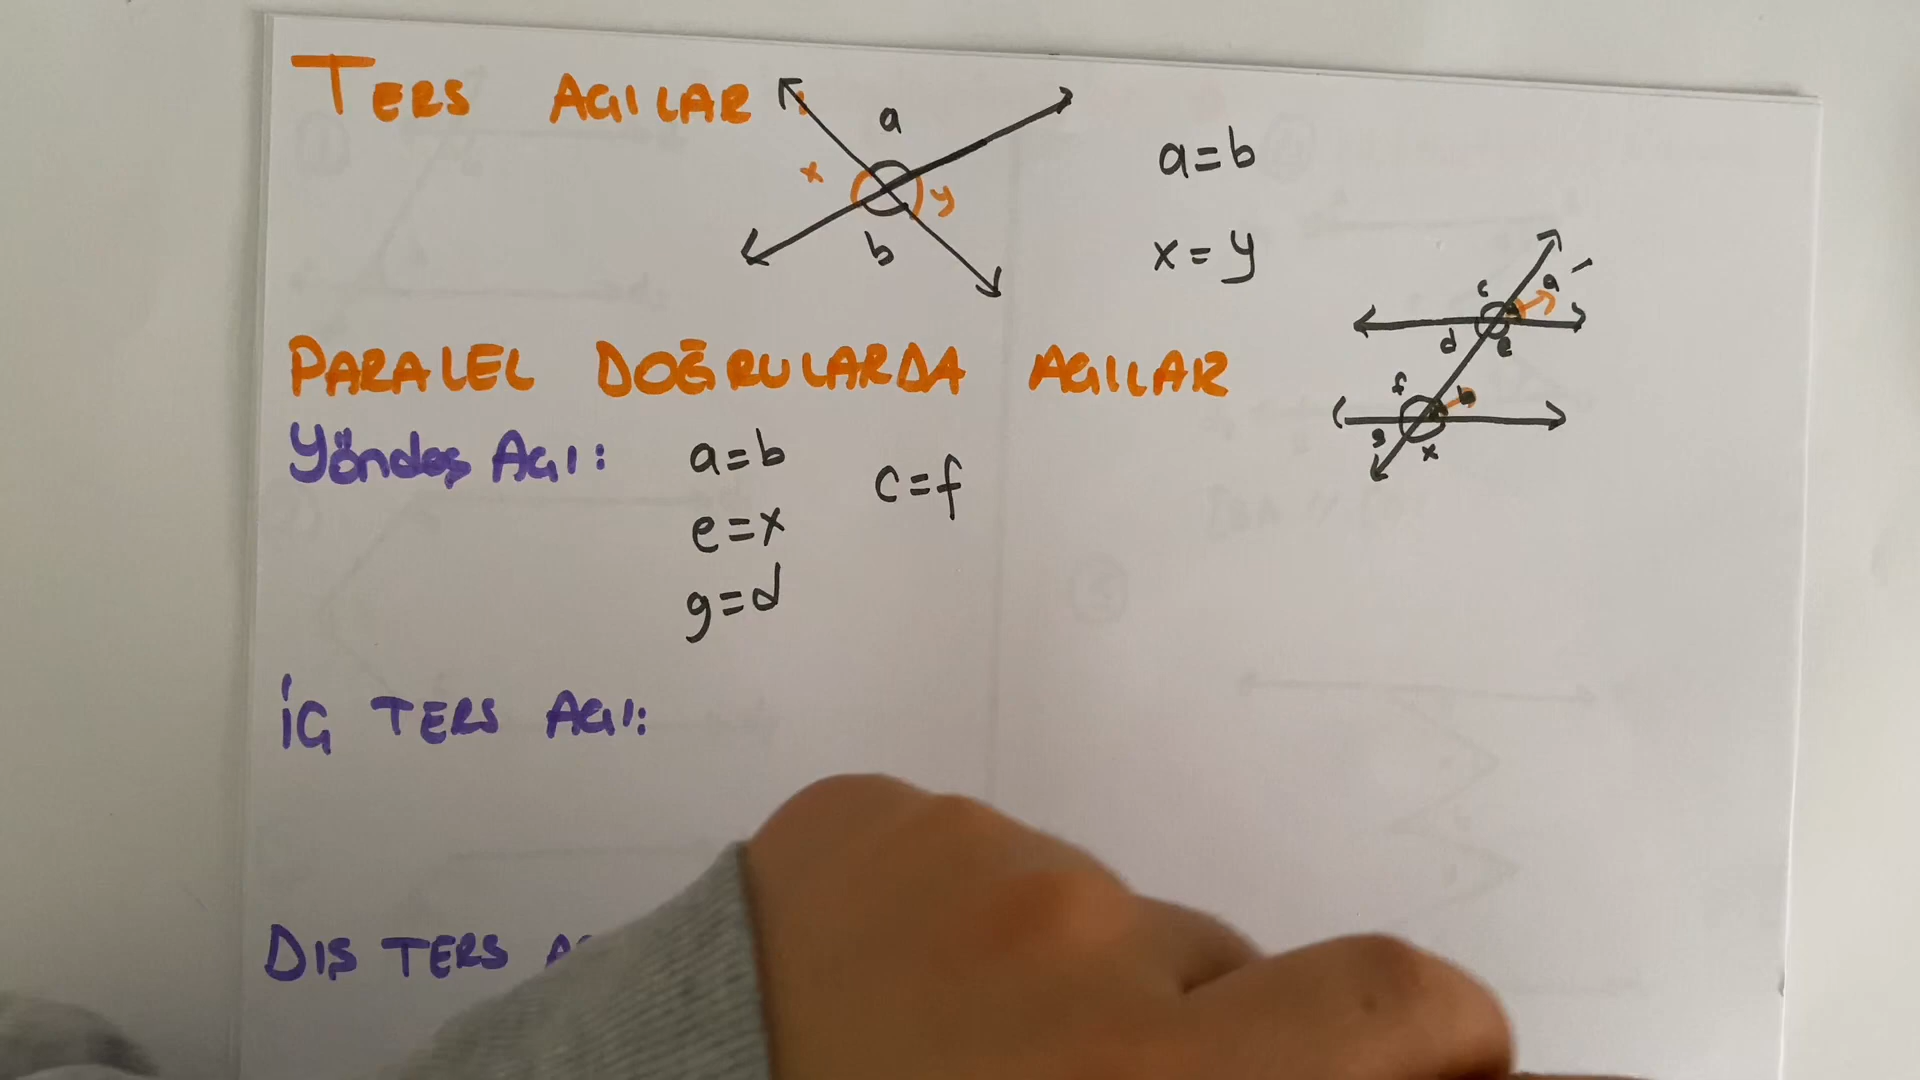 TERS AÇILAR
a
x y
b
a=b
x=y
c a
d e
f b
g x
PARALEL DOĞRULARDA AÇILAR
Yöndeş Açı: a=b c=f
e=x
g=d
İÇ TERS AÇI:
DIŞ TERS